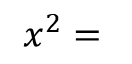 x² =